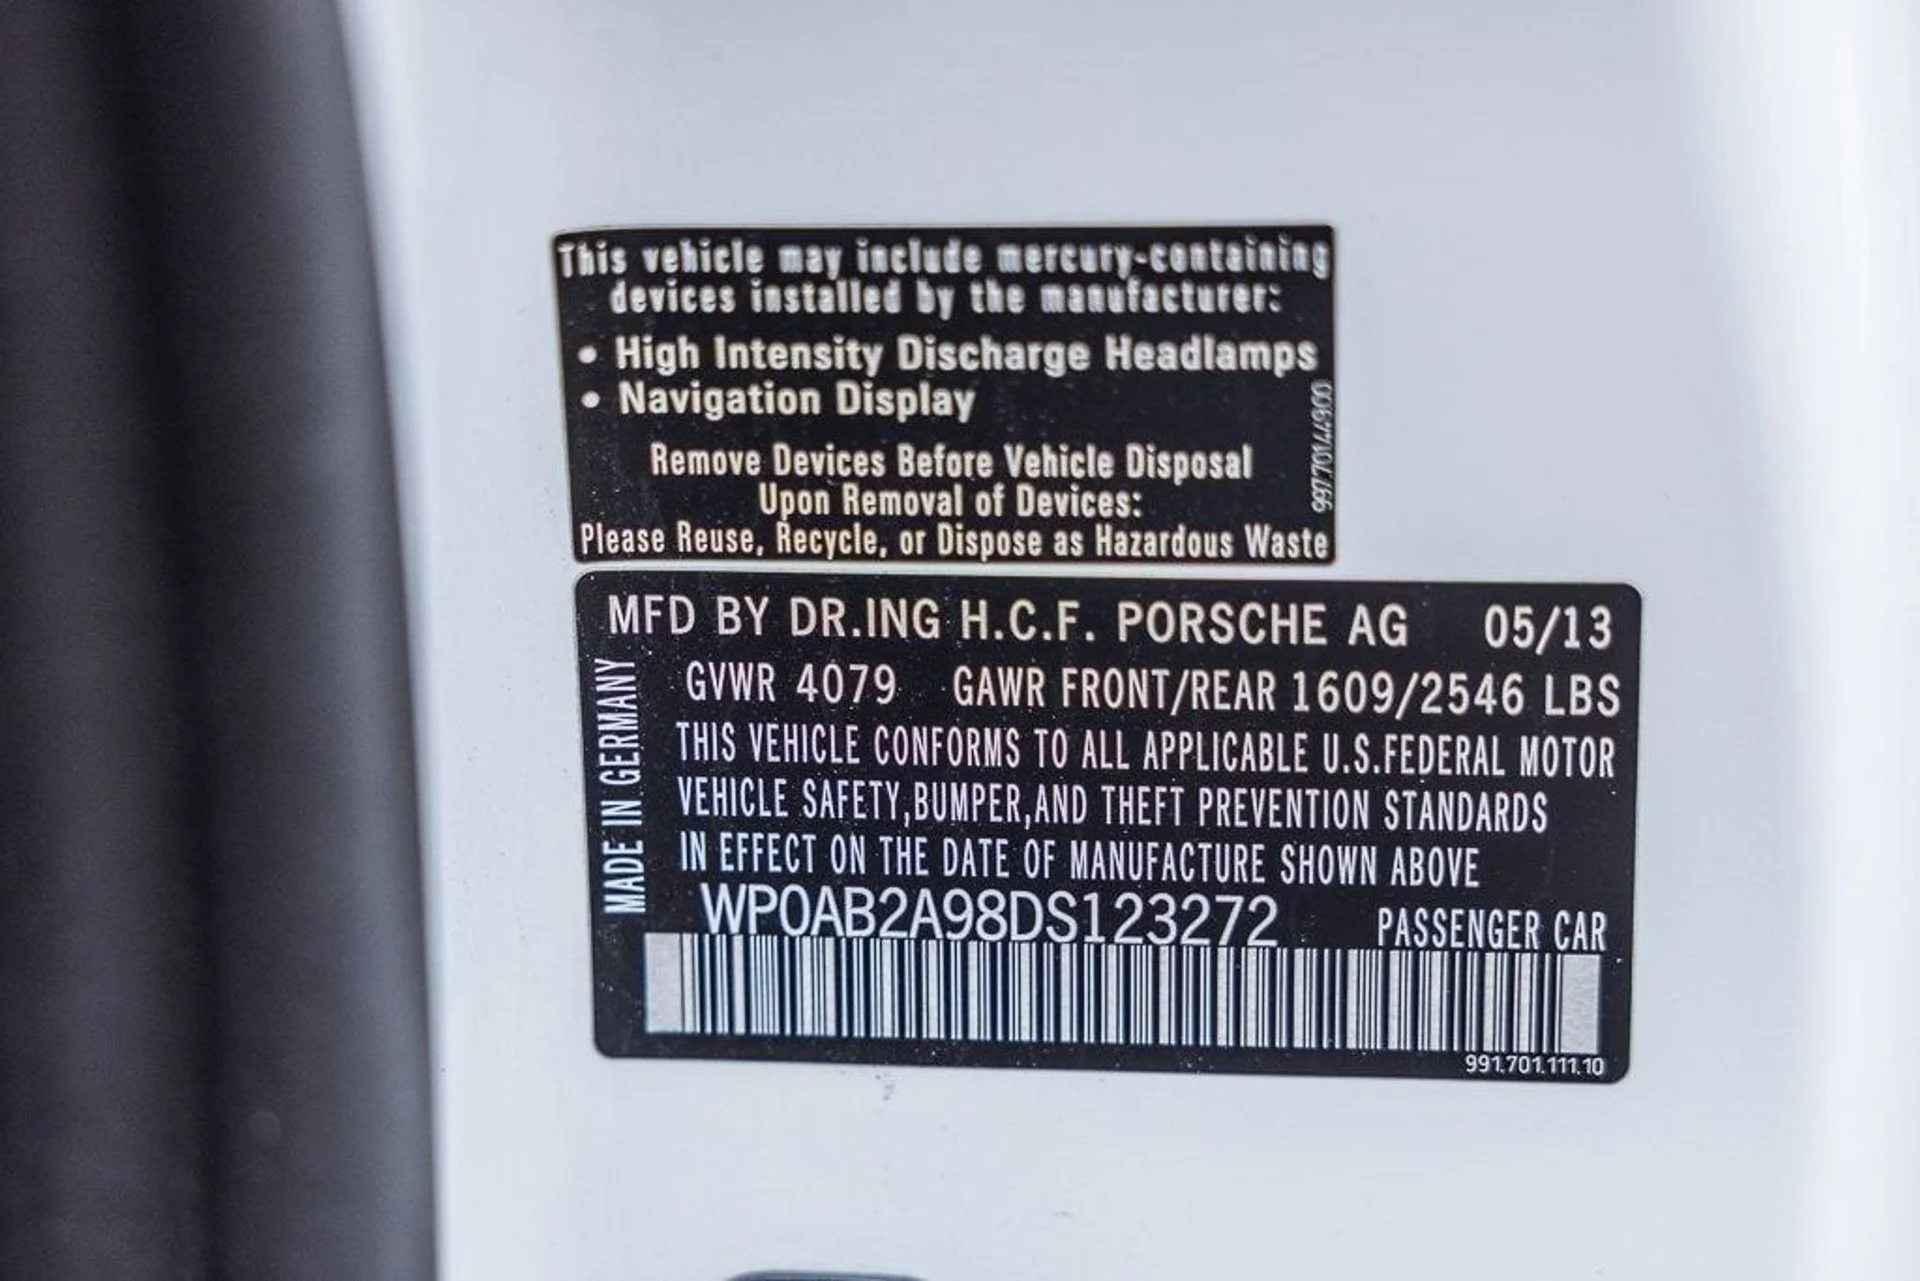 This vehicle may include mercury-containing
devices installed by the manufacturer:
• High Intensity Discharge Headlamps
• Navigation Display
Remove Devices Before Vehicle Disposal
Upon Removal of Devices:
Please Reuse, Recycle, or Dispose as Hazardous Waste
997.701.449.00
MFD BY DR.ING H.C.F. PORSCHE AG 05/13
GVWR 4079 GAWR FRONT/REAR 1609/2546 LBS
THIS VEHICLE CONFORMS TO ALL APPLICABLE U.S.FEDERAL MOTOR
VEHICLE SAFETY,BUMPER,AND THEFT PREVENTION STANDARDS
IN EFFECT ON THE DATE OF MANUFACTURE SHOWN ABOVE
MADE IN GERMANY
WP0AB2A98DS123272 PASSENGER CAR
991.701.111.10